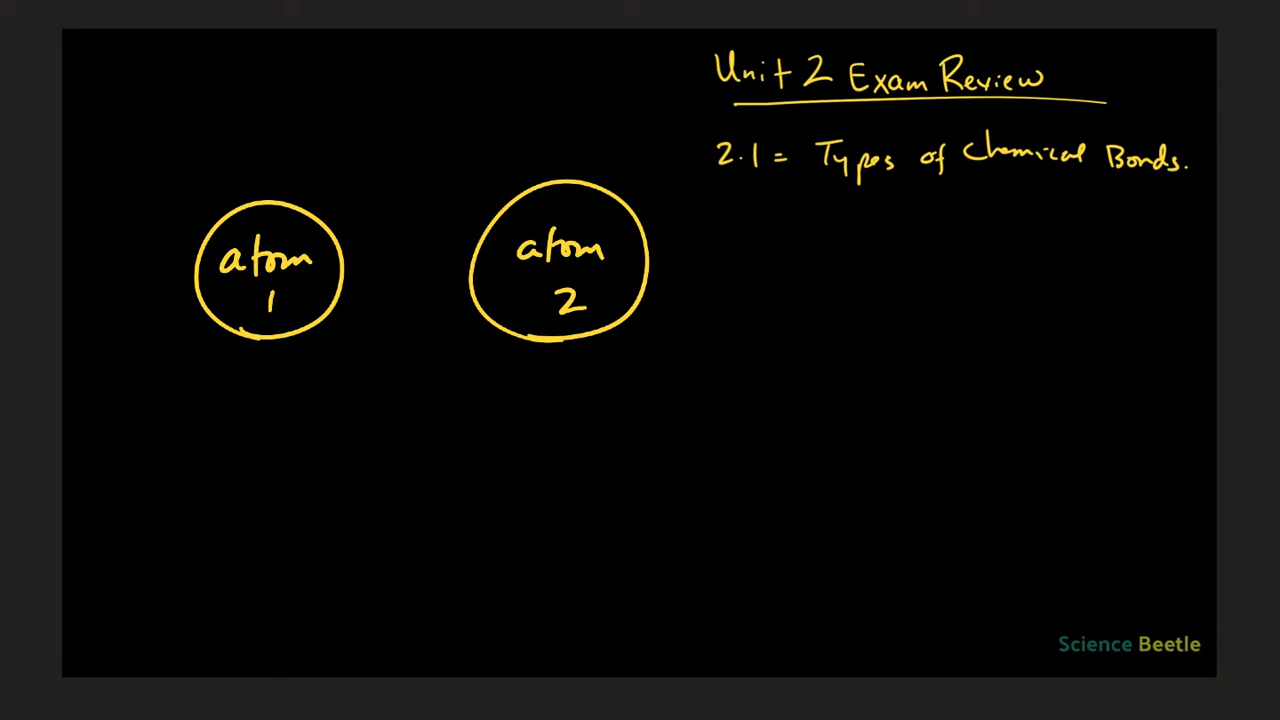 Unit 2 Exam Review
2.1 = Types of Chemical Bonds.
atom
1
atom
2
Science Beetle